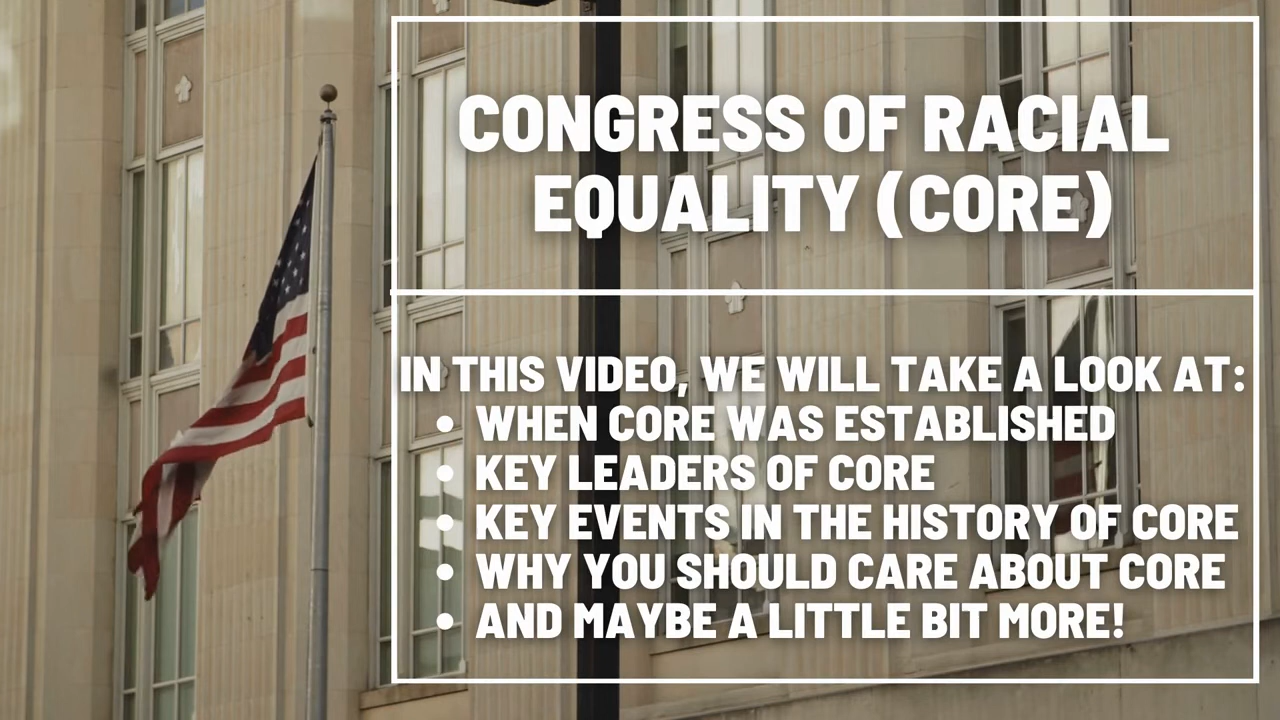 CONGRESS OF RACIAL
EQUALITY (CORE)
IN THIS VIDEO, WE WILL TAKE A LOOK AT:
• WHEN CORE WAS ESTABLISHED
• KEY LEADERS OF CORE
• KEY EVENTS IN THE HISTORY OF CORE
• WHY YOU SHOULD CARE ABOUT CORE
• AND MAYBE A LITTLE BIT MORE!